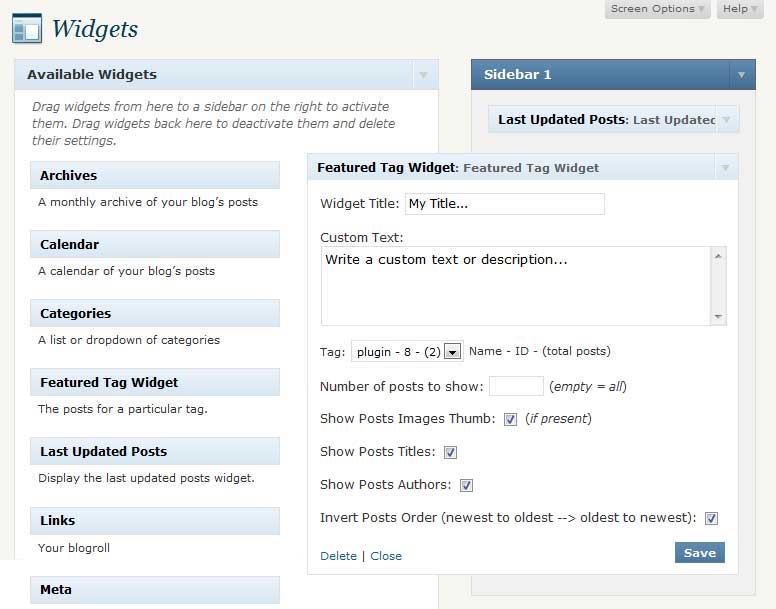 Screen Options
Help
Widgets
Available Widgets
Drag widgets from here to a sidebar on the right to activate
them. Drag widgets back here to deactivate them and delete
their settings.
Archives
A monthly archive of your blog's posts
Calendar
A calendar of your blog's posts
Categories
A list or dropdown of categories
Featured Tag Widget
The posts for a particular tag.
Last Updated Posts
Display the last updated posts widget.
Links
Your blogroll
Meta
Sidebar 1
Last Updated Posts: Last Updated
Featured Tag Widget: Featured Tag Widget
Widget Title: My Title...
Custom Text:
Write a custom text or description...
Tag: plugin - 8 - (2) Name - ID - (total posts)
Number of posts to show: (empty = all)
Show Posts Images Thumb: (if present)
Show Posts Titles:
Show Posts Authors:
Invert Posts Order (newest to oldest --> oldest to newest):
Delete | Close
Save